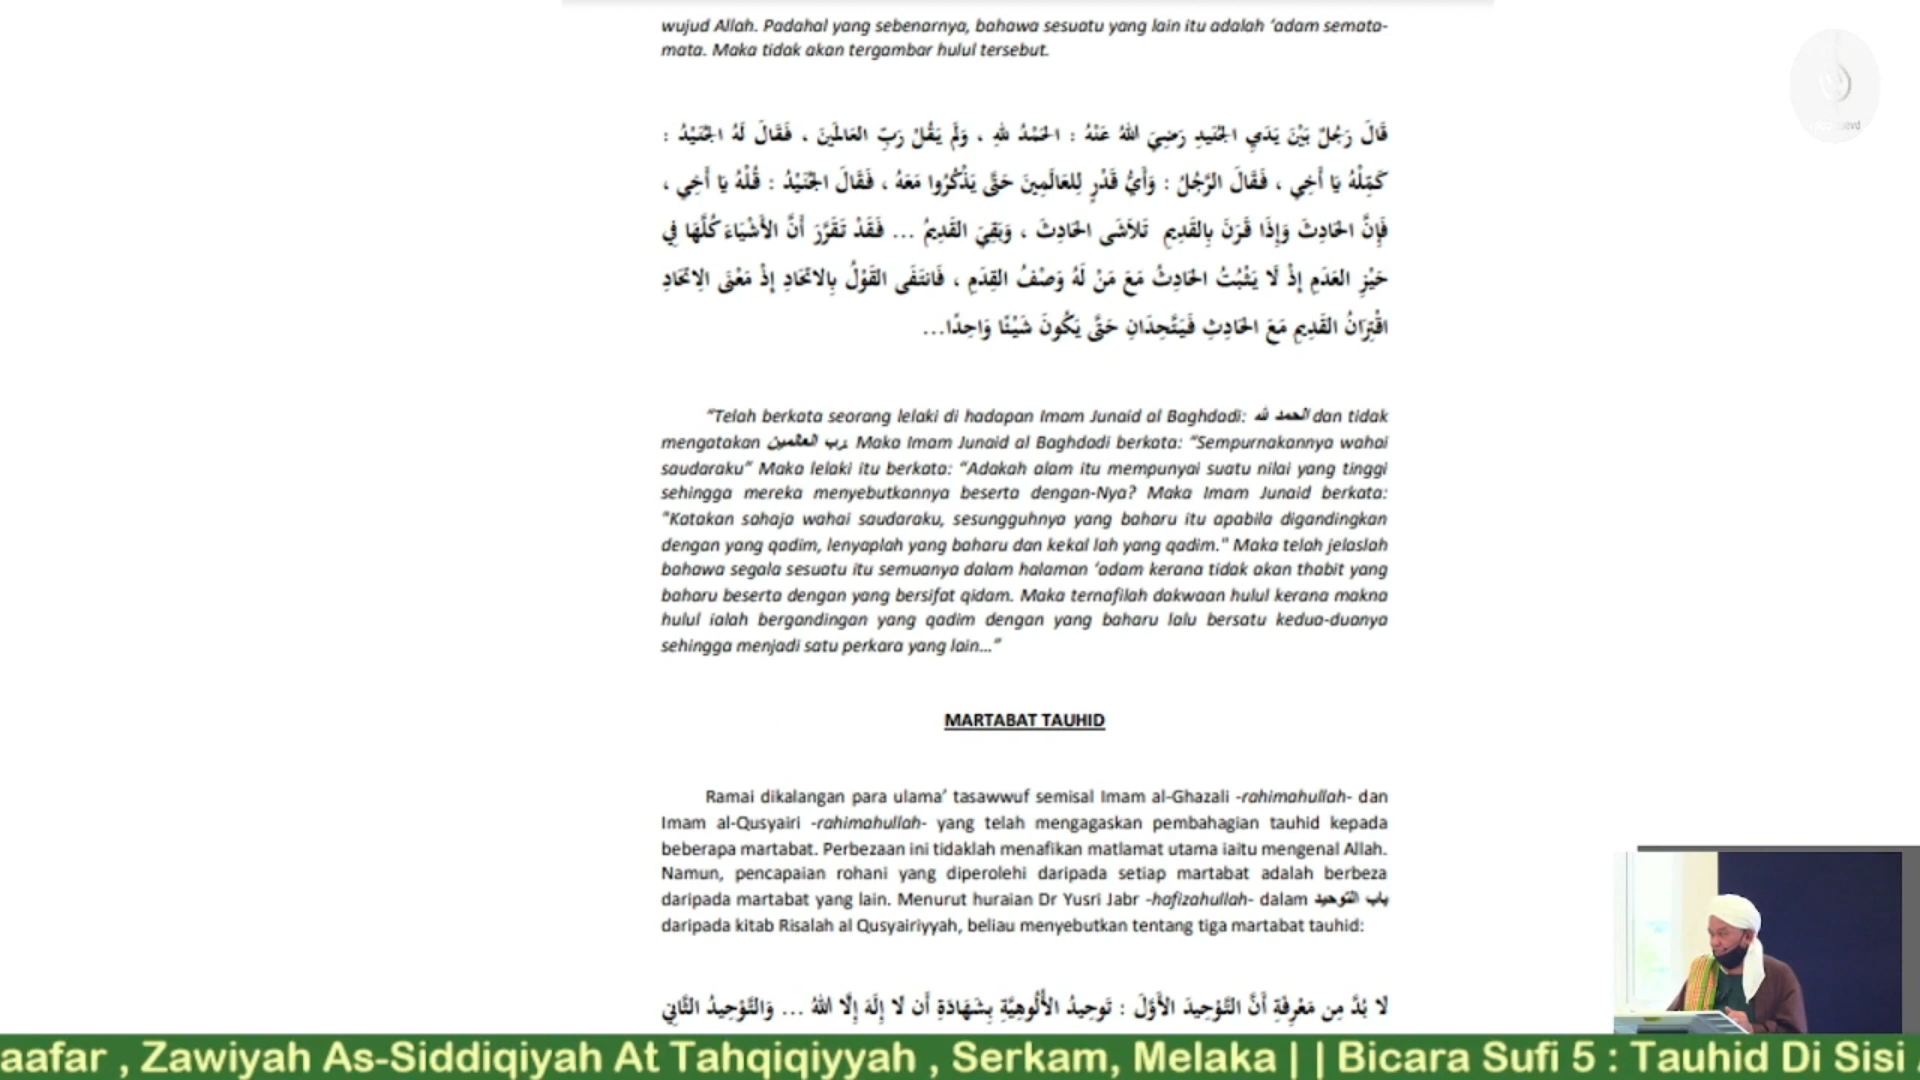 wujud Allah. Padahal yang sebenarnya, bahawa sesuatu yang lain itu adalah ‘adam semata-
mata. Maka tidak akan tergambar hulul tersebut.
قَالَ رَجُلٌ بَيْنَ يَدَيِ الجُنَيدِ رَضِيَ اللهُ عَنْهُ : الحَمْدُ للهِ ، وَلَمْ يَقُلْ رَبِّ العَالَمِينَ ، فَقَالَ لَهُ الجُنَيْدُ :
كَمِّلْهُ يَا أَخِي ، فَقَالَ الرَّجُلُ : وَأَيُّ قَدْرٍ لِلعَالَمِينَ حَتَّى يَذْكُرُوا مَعَهُ ، فَقَالَ الجُنَيْدُ : قُلْهُ يَا أَخِي ،
فَإِنَّ الحَادِثَ وَإِذَا قَرَنَ بِالقَدِيمِ تَلَاشَى الحَادِثَ ، وَبَقِيَ القَدِيمُ ... فَقَدْ تَقَرَّرَ أَنَّ الأَشْيَاءَ كُلَّهَا فِي
حَيْزِ العَدَمِ إِذْ لَا يَثْبُتُ الحَادِثُ مَعَ مَنْ لَهُ وَصْفُ القِدَمِ ، فَانتَفَى القَوْلُ بِالاتِّحَادِ إِذْ مَعْنَى الِاتِّحَادِ
اقْتِرَانُ القَدِيمِ مَعَ الحَادِثِ فَيَتَّحِدَانِ حَتَّى يَكُونَ شَيْئًا وَاحِدًا...
“Telah berkata seorang lelaki di hadapan Imam Junaid al Baghdadi: الحمد لله dan tidak
mengatakan رب العالمين. Maka Imam Junaid al Baghdadi berkata: “Sempurnakannya wahai
saudaraku” Maka lelaki itu berkata: “Adakah alam itu mempunyai suatu nilai yang tinggi
sehingga mereka menyebutkannya beserta dengan-Nya? Maka Imam Junaid berkata:
"Katakan sahaja wahai saudaraku, sesungguhnya yang baharu itu apabila digandingkan
dengan yang qadim, lenyaplah yang baharu dan kekal lah yang qadim." Maka telah jelaslah
bahawa segala sesuatu itu semuanya dalam halaman ‘adam kerana tidak akan thabit yang
baharu beserta dengan yang bersifat qidam. Maka ternafilah dakwaan hulul kerana makna
hulul ialah bergandingan yang qadim dengan yang baharu lalu bersatu kedua-duanya
sehingga menjadi satu perkara yang lain...”
MARTABAT TAUHID
Ramai dikalangan para ulama’ tasawwuf semisal Imam al-Ghazali -rahimahullah- dan
Imam al-Qusyairi -rahimahullah- yang telah mengagaskan pembahagian tauhid kepada
beberapa martabat. Perbezaan ini tidaklah menafikan matlamat utama iaitu mengenal Allah.
Namun, pencapaian rohani yang diperolehi daripada setiap martabat adalah berbeza
daripada martabat yang lain. Menurut huraian Dr Yusri Jabr -hafizahullah- dalam باب التوحيد
daripada kitab Risalah al Qusyairiyyah, beliau menyebutkan tentang tiga martabat tauhid:
لَا بُدَّ مِن مَعْرِفَةِ أَنَّ التَّوْحِيدَ الأَوَّلَ : تَوحِيدُ الأُلُوهِيَّةِ بِشَهَادَةِ أَن لَا إِلَهَ إِلَّا اللهُ ... وَالتَّوْحِيدُ الثَّانِي
aafar , Zawiyah As-Siddiqiyah At Tahqiqiyyah , Serkam, Melaka | | Bicara Sufi 5 : Tauhid Di Sisi